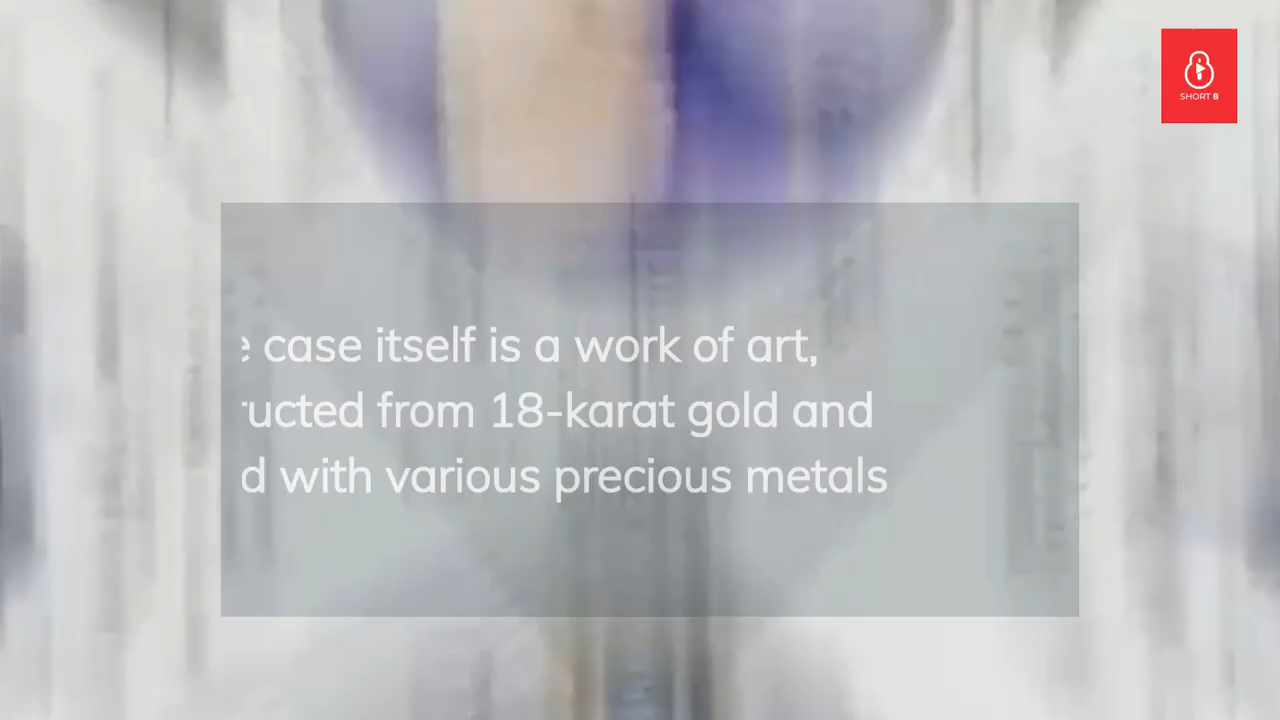 SHORT 8
case itself is a work of art,
from 18-karat gold and
with various precious metals